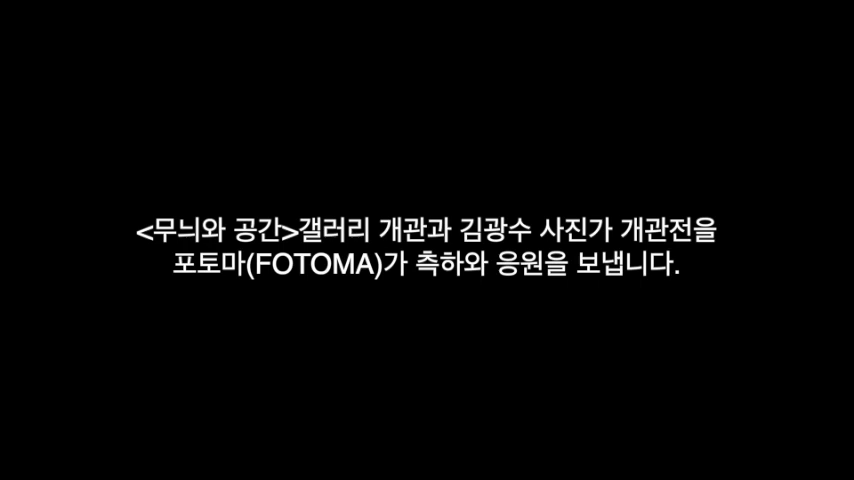 <무늬와 공간>갤러리 개관과 김광수 사진가 개관전을
포토마(FOTOMA)가 측하와 응원을 보냅니다.